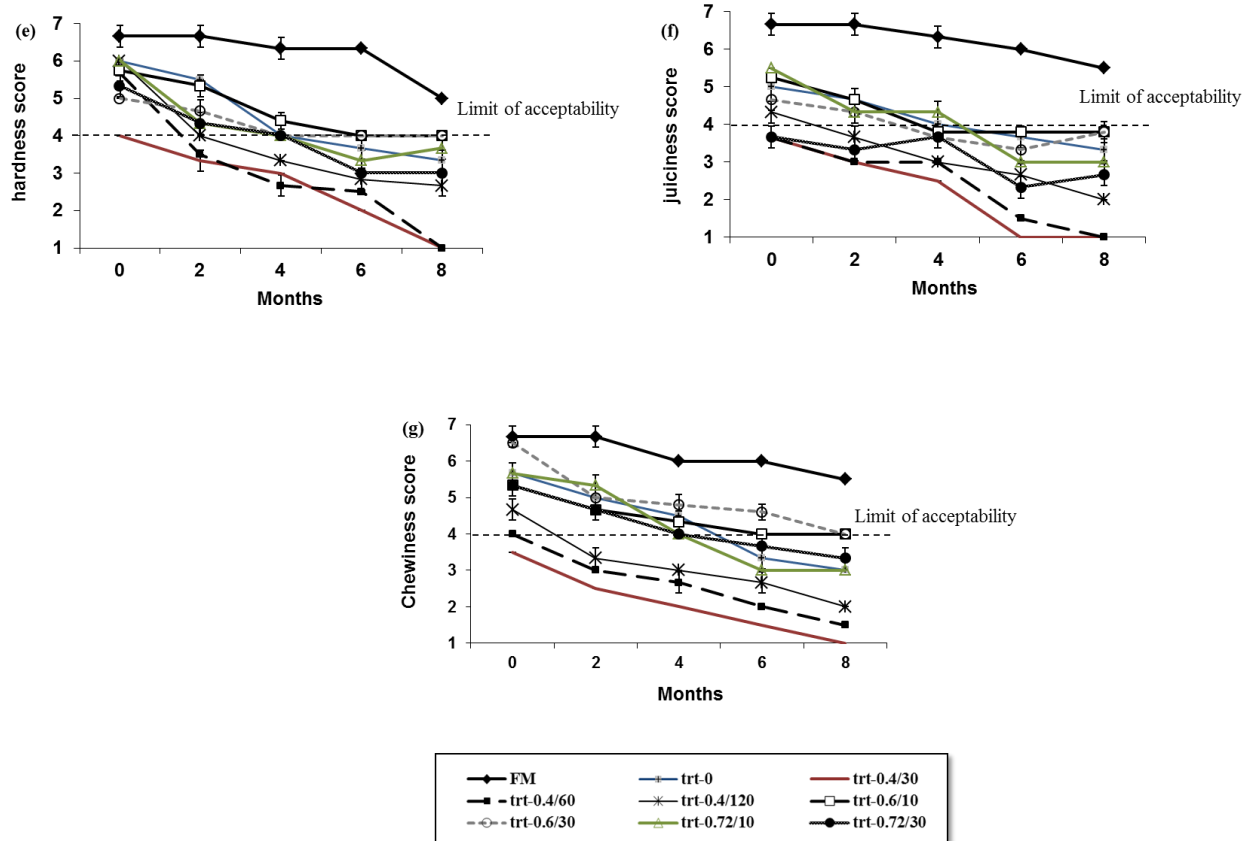 (e)
hardness score
7
6
5
4
3
2
1
Limit of acceptability
0 2 4 6 8
Months
(f)
juiciness score
7
6
5
4
3
2
1
Limit of acceptability
0 2 4 6 8
Months
(g)
Chewiness score
7
6
5
4
3
2
1
Limit of acceptability
0 2 4 6 8
Months
FM trt-0 trt-0.4/30
trt-0.4/60 trt-0.4/120 trt-0.6/10
trt-0.6/30 trt-0.72/10 trt-0.72/30